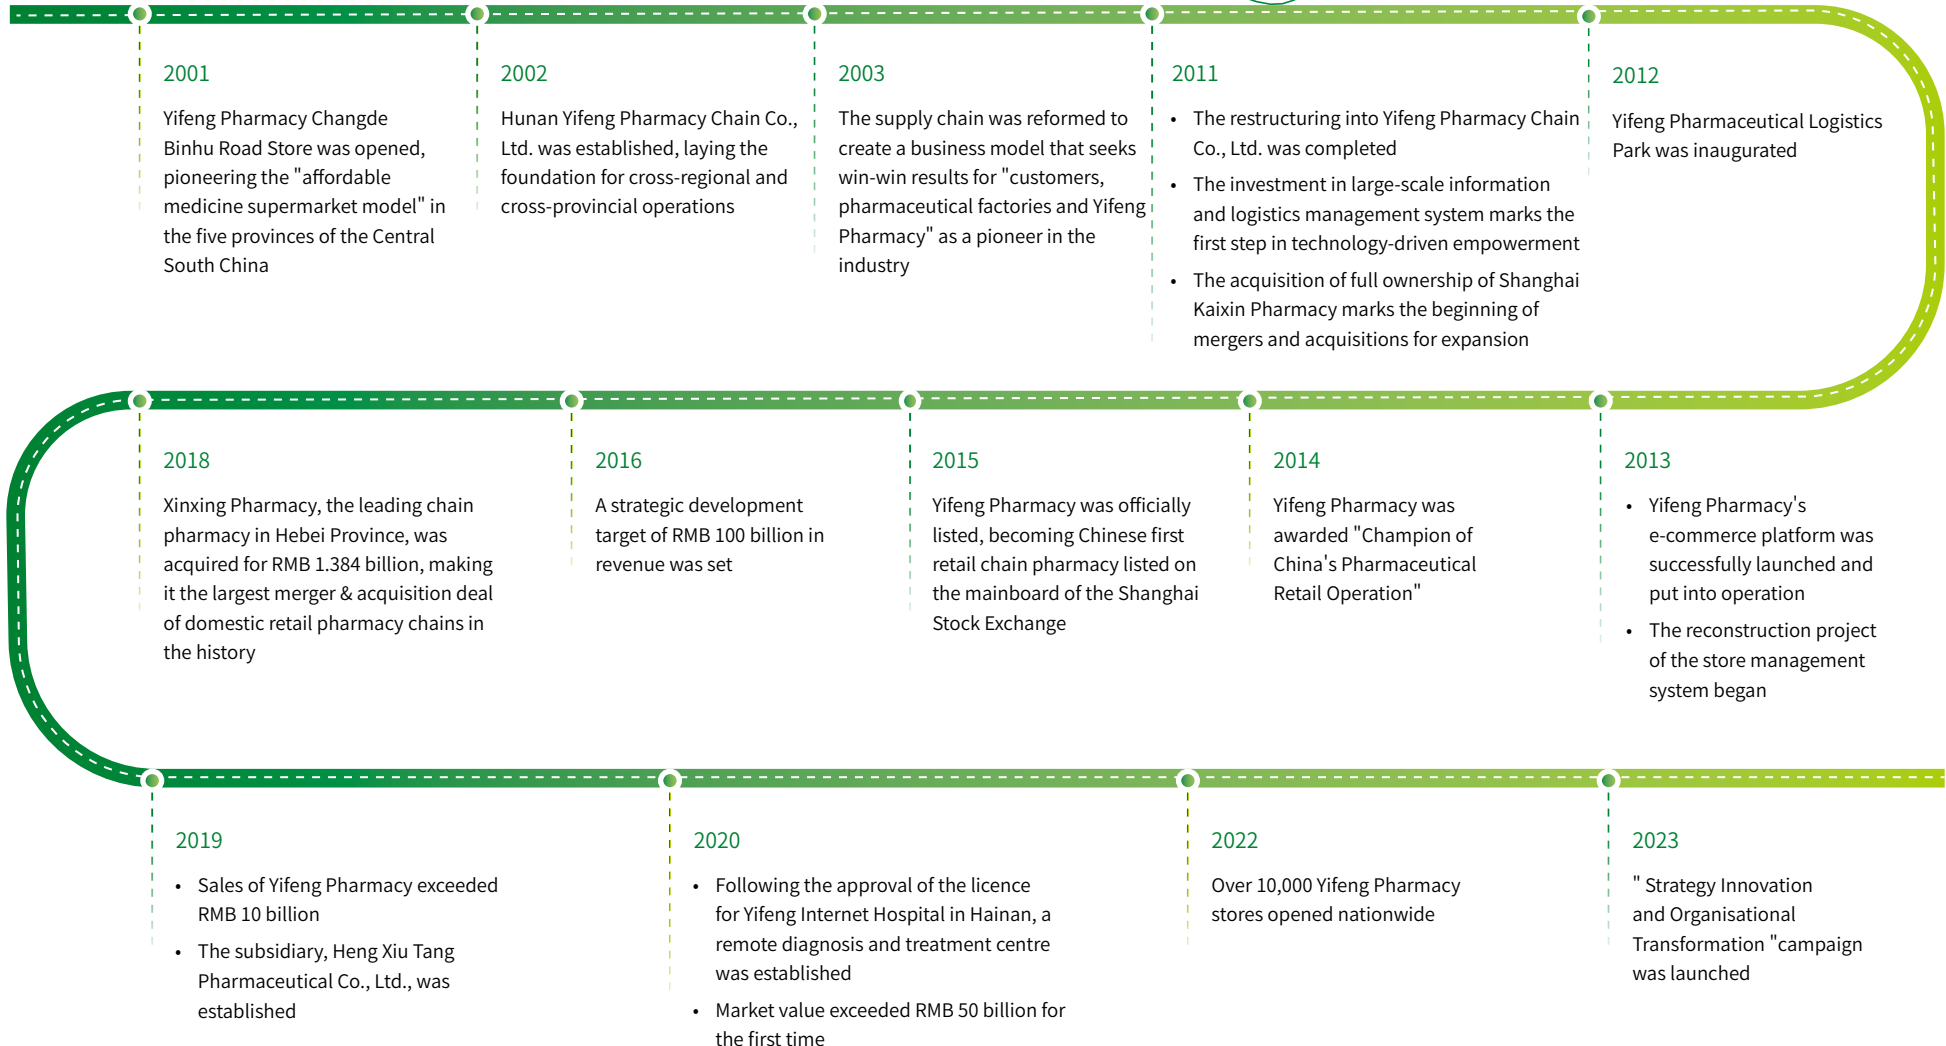 2001
Yifeng Pharmacy Changde
Binhu Road Store was opened,
pioneering the "affordable
medicine supermarket model" in
the five provinces of the Central
South China
2002
Hunan Yifeng Pharmacy Chain Co.,
Ltd. was established, laying the
foundation for cross-regional and
cross-provincial operations
2003
The supply chain was reformed to
create a business model that seeks
win-win results for "customers,
pharmaceutical factories and Yifeng
Pharmacy" as a pioneer in the
industry
2011
• The restructuring into Yifeng Pharmacy Chain
Co., Ltd. was completed
• The investment in large-scale information
and logistics management system marks the
first step in technology-driven empowerment
• The acquisition of full ownership of Shanghai
Kaixin Pharmacy marks the beginning of
mergers and acquisitions for expansion
2012
Yifeng Pharmaceutical Logistics
Park was inaugurated
2018
Xinxing Pharmacy, the leading chain
pharmacy in Hebei Province, was
acquired for RMB 1.384 billion, making
it the largest merger & acquisition deal
of domestic retail pharmacy chains in
the history
2016
A strategic development
target of RMB 100 billion in
revenue was set
2015
Yifeng Pharmacy was officially
listed, becoming Chinese first
retail chain pharmacy listed on
the mainboard of the Shanghai
Stock Exchange
2014
Yifeng Pharmacy was
awarded "Champion of
China's Pharmaceutical
Retail Operation"
2013
• Yifeng Pharmacy's
e-commerce platform was
successfully launched and
put into operation
• The reconstruction project
of the store management
system began
2019
• Sales of Yifeng Pharmacy exceeded
RMB 10 billion
• The subsidiary, Heng Xiu Tang
Pharmaceutical Co., Ltd., was
established
2020
• Following the approval of the licence
for Yifeng Internet Hospital in Hainan, a
remote diagnosis and treatment centre
was established
• Market value exceeded RMB 50 billion for
the first time
2022
Over 10,000 Yifeng Pharmacy
stores opened nationwide
2023
" Strategy Innovation
and Organisational
Transformation "campaign
was launched